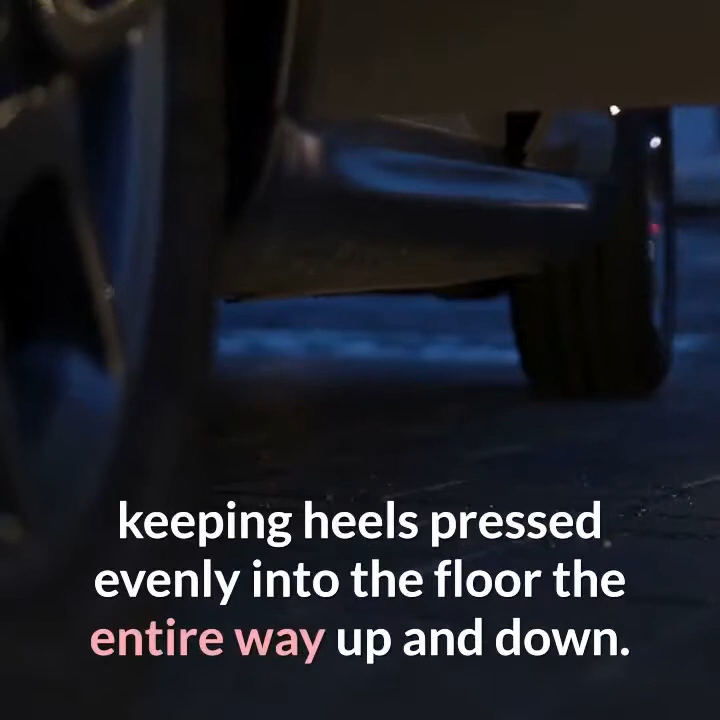 keeping heels pressed
evenly into the floor the
entire way up and down.